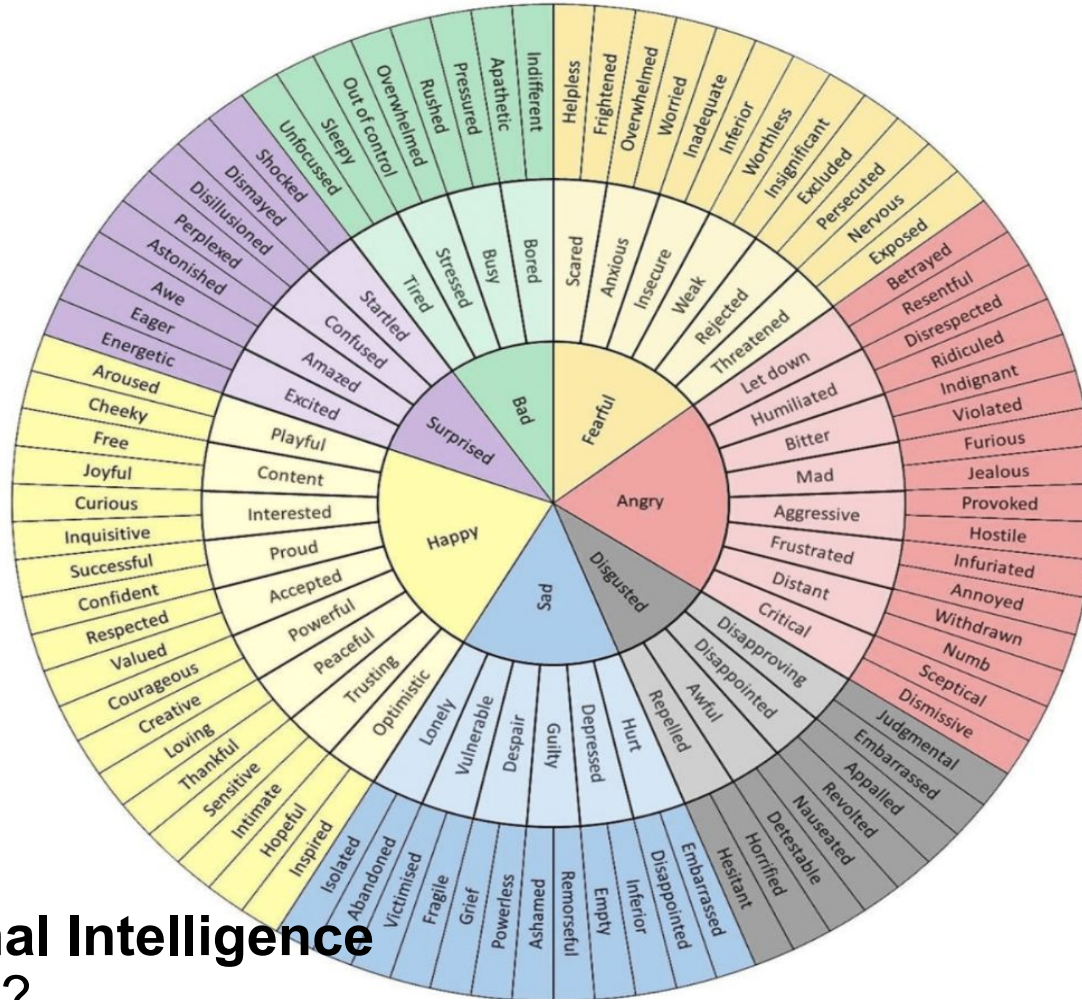 Fearful
Angry
Disgusted
Sad
Happy
Surprised
Bad
Scared
Anxious
Insecure
Weak
Rejected
Threatened
Let down
Humiliated
Bitter
Mad
Aggressive
Frustrated
Distant
Critical
Disapproving
Disappointed
Awful
Repelled
Hurt
Depressed
Guilty
Despair
Vulnerable
Lonely
Optimistic
Trusting
Peaceful
Powerful
Accepted
Proud
Interested
Content
Playful
Excited
Amazed
Confused
Startled
Tired
Stressed
Busy
Bored
Helpless
Frightened
Overwhelmed
Worried
Inadequate
Inferior
Worthless
Insignificant
Excluded
Persecuted
Nervous
Exposed
Betrayed
Resentful
Disrespected
Ridiculed
Indignant
Violated
Furious
Jealous
Provoked
Hostile
Infuriated
Annoyed
Withdrawn
Numb
Sceptical
Dismissive
Judgmental
Embarrassed
Appalled
Revolted
Nauseated
Detestable
Horrified
Hesitant
Embarrassed
Disappointed
Inferior
Empty
Remorseful
Ashamed
Powerless
Grief
Fragile
Victimised
Abandoned
Isolated
Inspired
Hopeful
Intimate
Sensitive
Thankful
Loving
Creative
Courageous
Valued
Respected
Confident
Successful
Inquisitive
Curious
Joyful
Free
Cheeky
Aroused
Energetic
Eager
Awe
Astonished
Perplexed
Disillusioned
Dismayed
Shocked
Unfocussed
Sleepy
Out of control
Overwhelmed
Rushed
Pressured
Apathetic
Indifferent
nal Intelligence
?